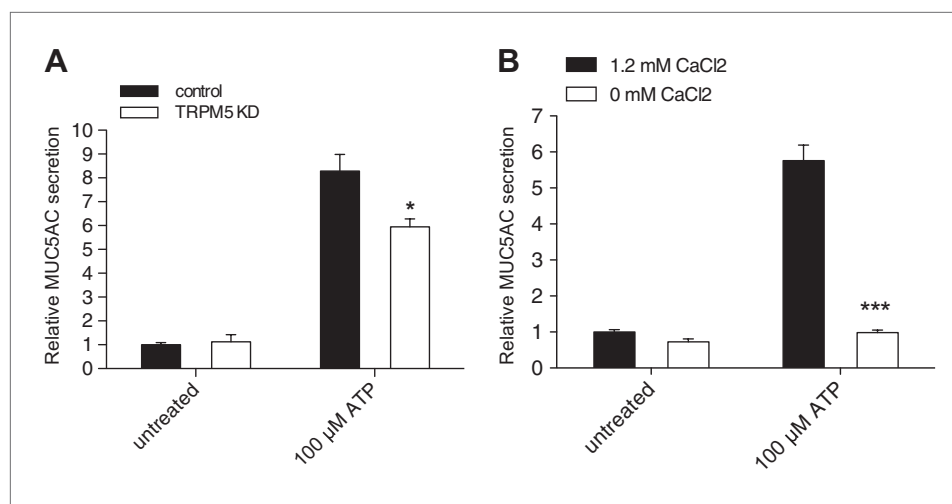 A
control
TRPM5 KD
Relative MUC5AC secretion
10
9
8
7
6
5
4
3
2
1
0
*
untreated
100 µM ATP
B
1.2 mM CaCl2
0 mM CaCl2
Relative MUC5AC secretion
7
6
5
4
3
2
1
0
***
untreated
100 µM ATP